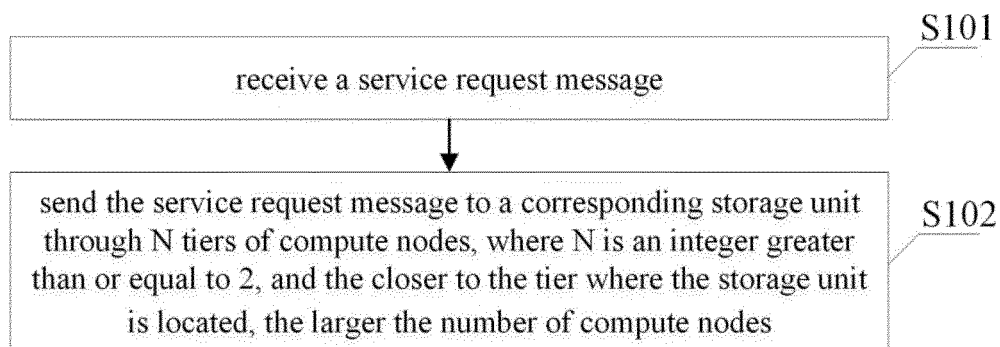 S101
receive a service request message
send the service request message to a corresponding storage unit
S102
through N tiers of compute nodes, where N is an integer greater
than or equal to 2, and the closer to the tier where the storage unit
is located, the larger the number of compute nodes